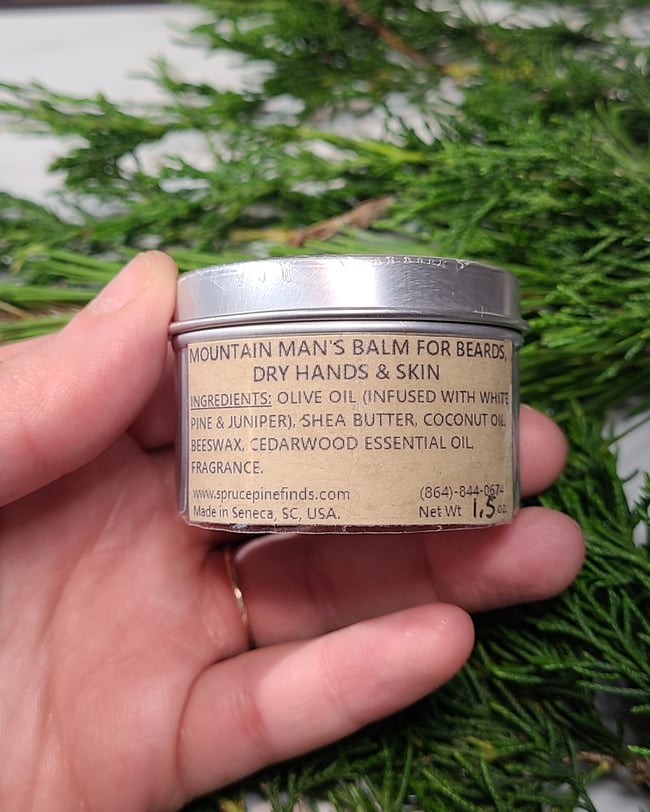 MOUNTAIN MAN'S BALM FOR BEARDS,
DRY HANDS & SKIN
INGREDIENTS: OLIVE OIL (INFUSED WITH WHITE
PINE & JUNIPER), SHEA BUTTER, COCONUT OIL,
BEESWAX, CEDARWOOD ESSENTIAL OIL,
FRAGRANCE.
www.sprucepinefinds.com (864)-844-0674
Made in Seneca, SC, USA. Net Wt 1.5 oz.